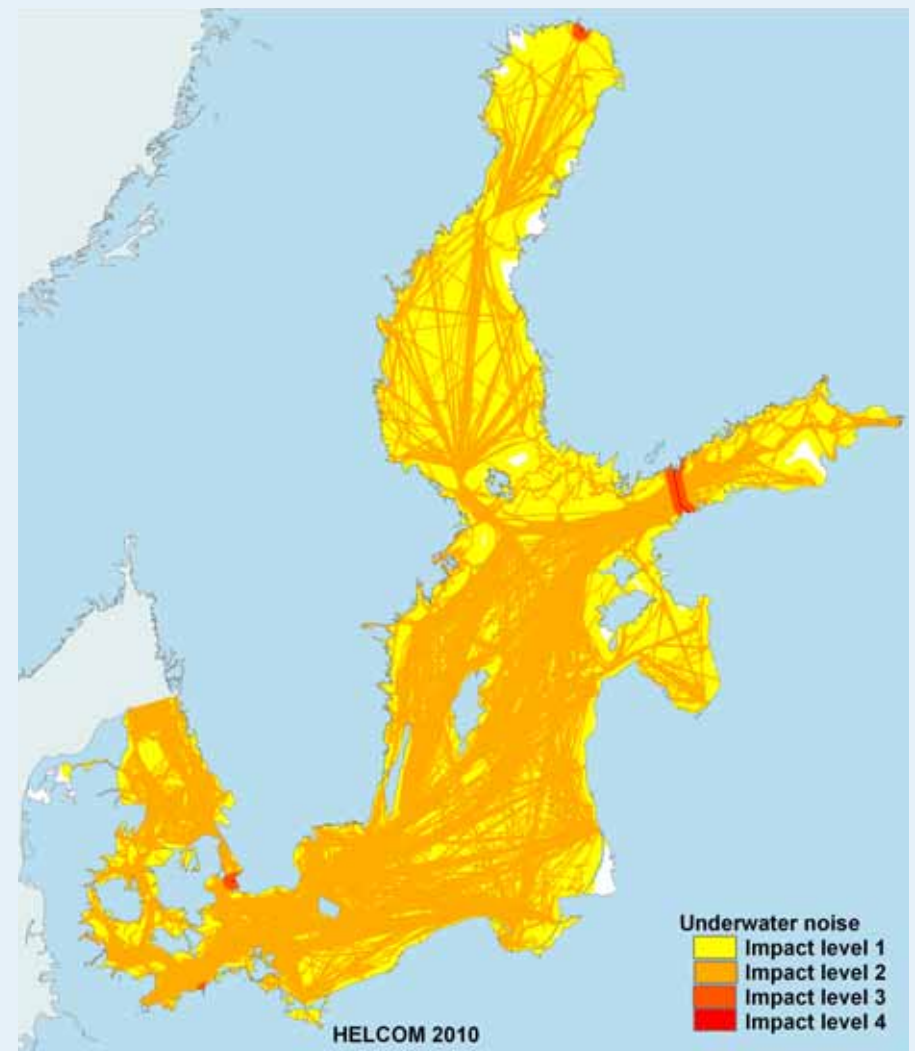 Underwater noise
Impact level 1
Impact level 2
Impact level 3
Impact level 4
HELCOM 2010